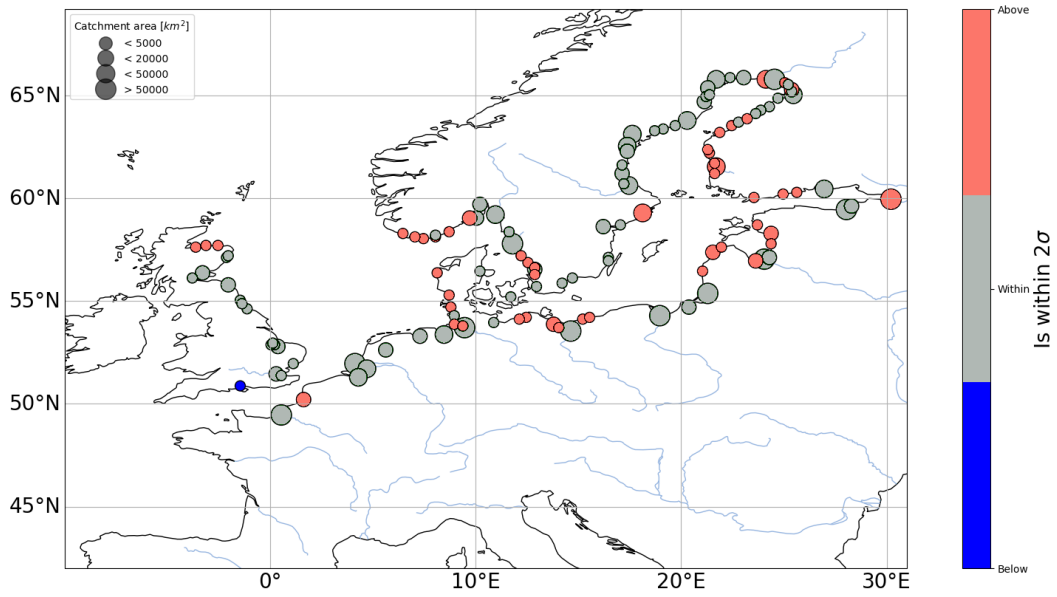 Catchment area [km²]
< 5000
< 20000
< 50000
> 50000
65°N
60°N
55°N
50°N
45°N
0°
10°E
20°E
30°E
Above
Within
Below
Is within 2σ